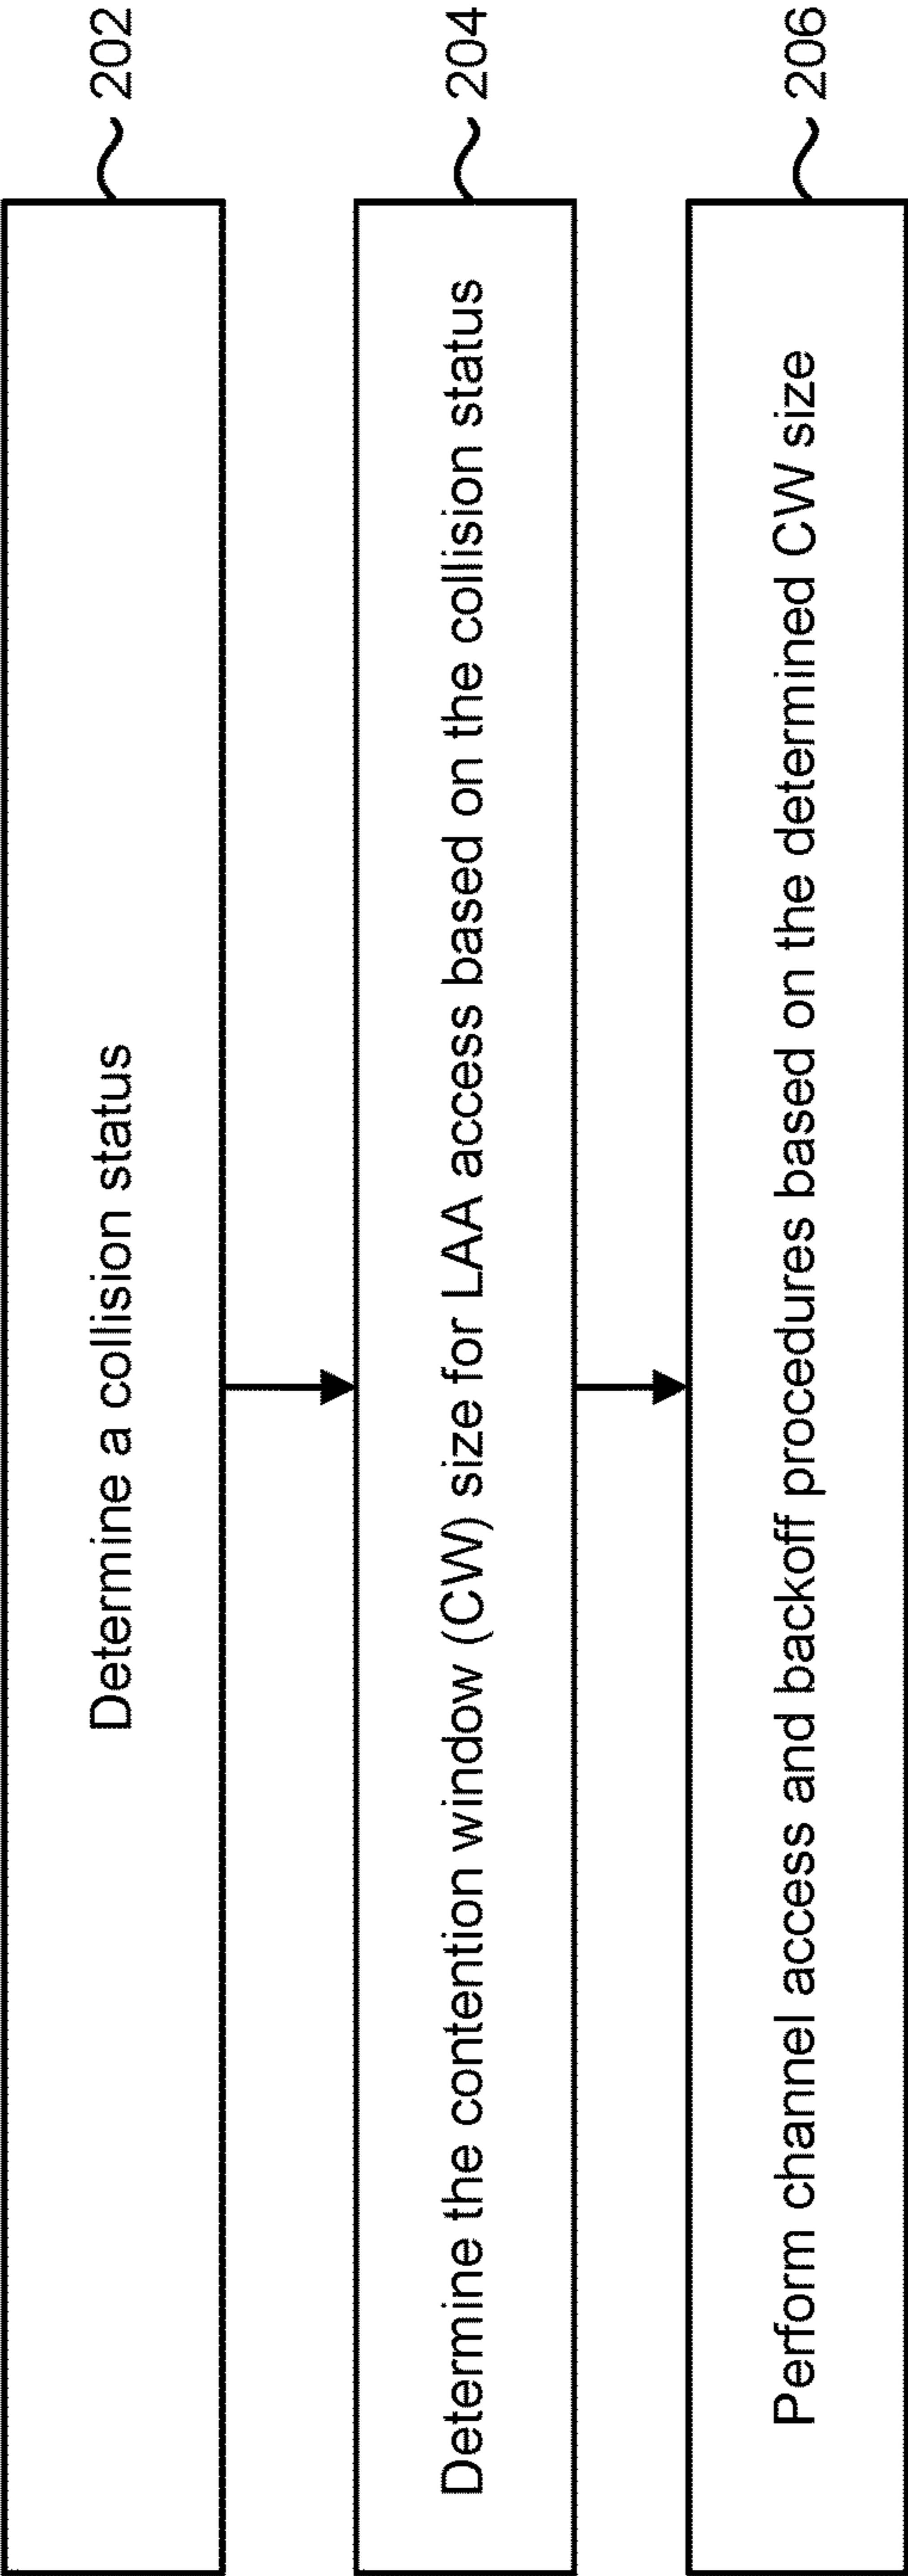 Determine a collision status
202
Determine the contention window (CW) size for LAA access based on the collision status
204
Perform channel access and backoff procedures based on the determined CW size
206